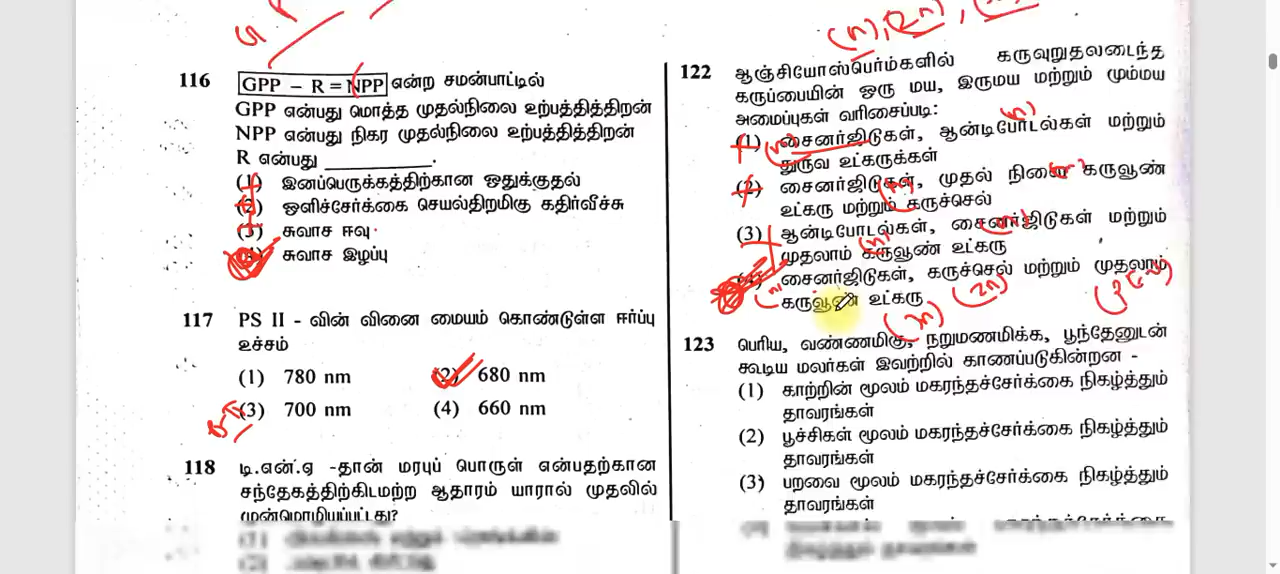 116 GPP – R = NPP என்ற சமன்பாட்டில்
GPP என்பது மொத்த முதல்நிலை உற்பத்தித்திறன்
NPP என்பது நிகர முதல்நிலை உற்பத்தித்திறன்
R என்பது ____________.
(1) இனப்பெருக்கத்திற்கான ஒதுக்குதல்
(2) ஒளிச்சேர்க்கை செயல்திறமிகு கதிர்வீச்சு
(3) சுவாச ஈவு
(4) சுவாச இழப்பு
117 PS II - வின் வினை மையம் கொண்டுள்ள ஈர்ப்பு
உச்சம்
(1) 780 nm (2) 680 nm
(3) 700 nm (4) 660 nm
118 டி.என்.ஏ -தான் மரபுப் பொருள் என்பதற்கான
சந்தேகத்திற்கிடமற்ற ஆதாரம் யாரால் முதலில்
முன்மொழியப்பட்டது?
122 ஆஞ்சியோஸ்பெர்ம்களில் கருவுறுதலடைந்த
கருப்பையின் ஒரு மய, இருமய மற்றும் மும்மய
அமைப்புகள் வரிசைப்படி:
(1) சைனர்ஜிடுகள், ஆன்டிபோடல்கள் மற்றும்
துருவ உட்கருக்கள்
(2) சைனர்ஜிடுகள், முதல் நிலை கருவூண்
உட்கரு மற்றும் கருச்செல்
(3) ஆன்டிபோடல்கள், சைனர்ஜிடுகள் மற்றும்
முதலாம் கருவூண் உட்கரு
(4) சைனர்ஜிடுகள், கருச்செல் மற்றும் முதலாம்
கருவூண் உட்கரு
(n), (2n),
(n)
(2n)
(3n)
123 பெரிய, வண்ணமிகு, நறுமணமிக்க, பூந்தேனுடன்
கூடிய மலர்கள் இவற்றில் காணப்படுகின்றன -
(1) காற்றின் மூலம் மகரந்தச்சேர்க்கை நிகழ்த்தும்
தாவரங்கள்
(2) பூச்சிகள் மூலம் மகரந்தச்சேர்க்கை நிகழ்த்தும்
தாவரங்கள்
(3) பறவை மூலம் மகரந்தச்சேர்க்கை நிகழ்த்தும்
தாவரங்கள்